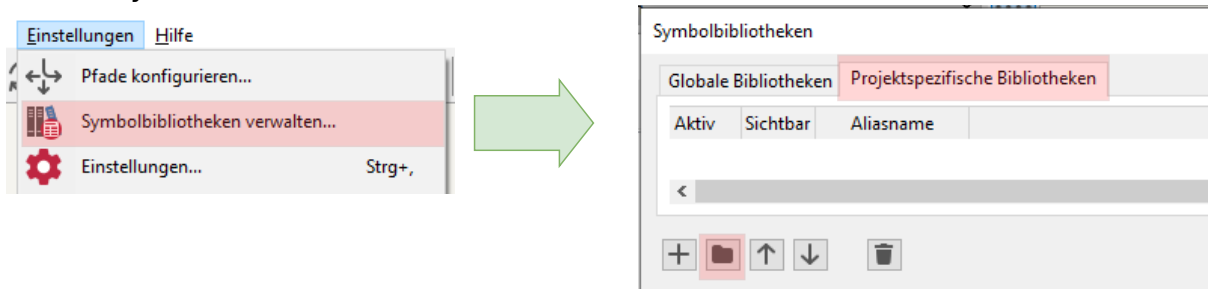 Einstellungen Hilfe
Pfade konfigurieren...
Symbolbibliotheken verwalten...
Einstellungen... Strg+,
Symbolbibliotheken
Globale Bibliotheken Projektspezifische Bibliotheken
Aktiv Sichtbar Aliasname